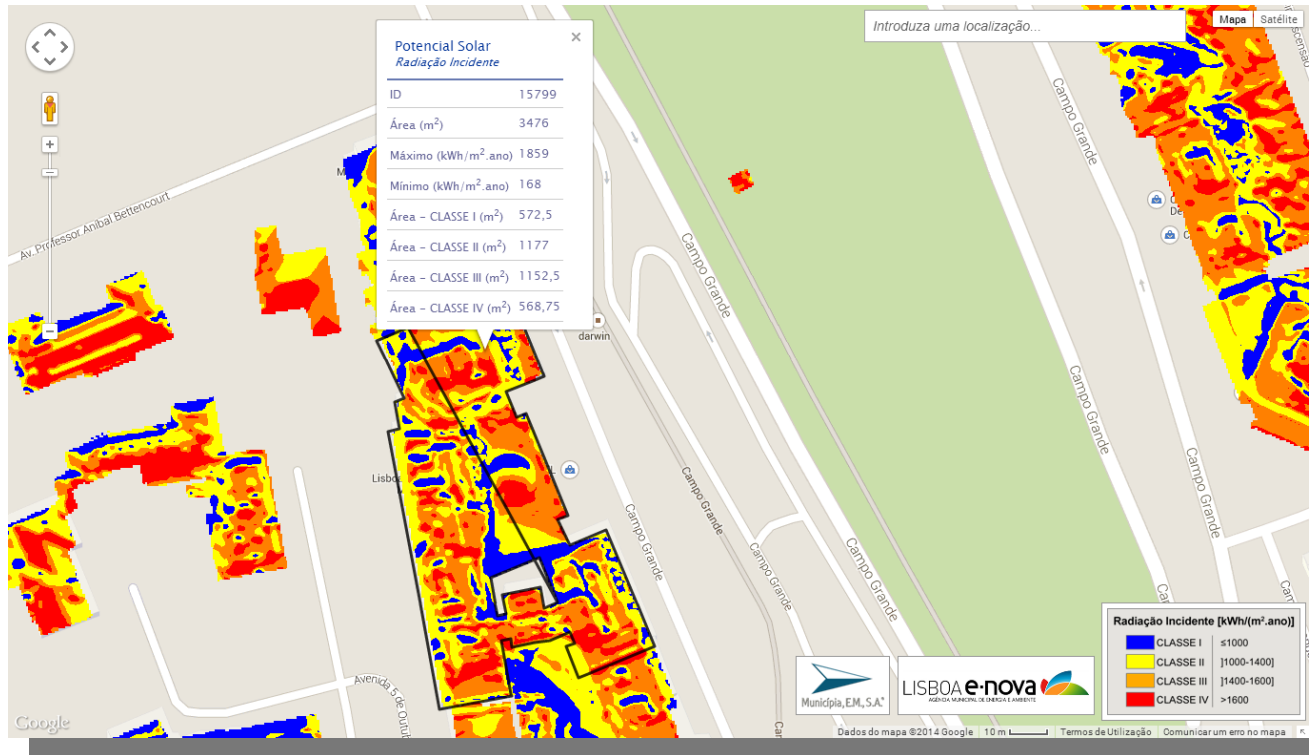 Potencial Solar
Radiação Incidente
ID 15799
Área (m²) 3476
Máximo (kWh/m².ano) 1859
Mínimo (kWh/m².ano) 168
Área – CLASSE I (m²) 572,5
Área – CLASSE II (m²) 1177
Área – CLASSE III (m²) 1152,5
Área – CLASSE IV (m²) 568,75
Introduza uma localização...
Mapa Satélite
Av. Professor Aníbal Bettencourt
Campo Grande
Campo Grande
Campo Grande
darwin
Campo Grande
Campo Grande
Campo Grande
Campo Grande
Campo Grande
Campo Grande
Avenida 5 de Outub
Radiação Incidente [kWh/(m².ano)]
CLASSE I ≤1000
CLASSE II ]1000-1400]
CLASSE III ]1400-1600]
CLASSE IV >1600
Municípia, E.M., S.A.
LISBOA e·nova
AGÊNCIA MUNICIPAL DE ENERGIA E AMBIENTE
Google
Dados do mapa ©2014 Google 10 m Termos de Utilização Comunicar um erro no mapa